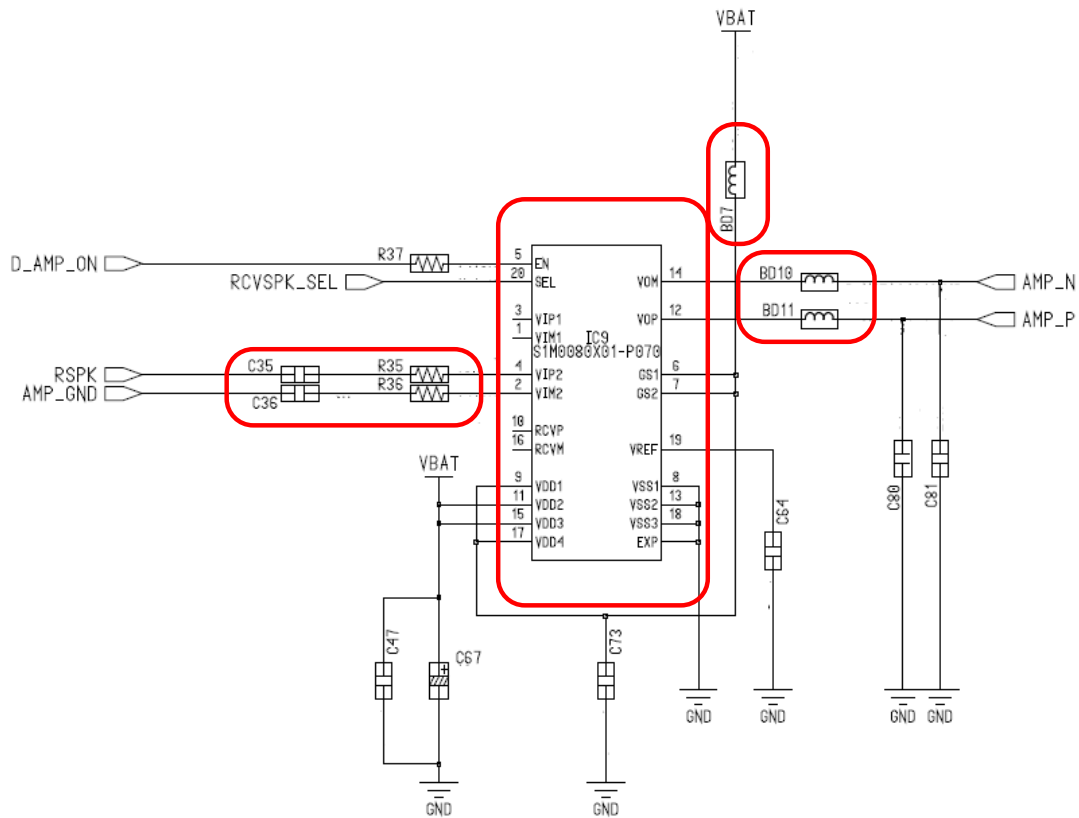 VBAT
BD7
D_AMP_ON
R37
5
EN
RCVSPK_SEL
20
SEL
14
VOM
BD10
AMP_N
3
VIP1
12
VOP
BD11
AMP_P
1
VIM1
IC9
S1M0080X01-P070
RSPK
C35
R35
4
VIP2
6
GS1
AMP_GND
C36
R36
2
VIM2
7
GS2
10
RCVP
16
RCVM
19
VREF
VBAT
9
VDD1
8
VSS1
11
VDD2
13
VSS2
15
VDD3
18
VSS3
17
VDD4
EXP
C64
C80
C81
C47
C67
+
C73
GND
GND
GND
GND
GND
GND